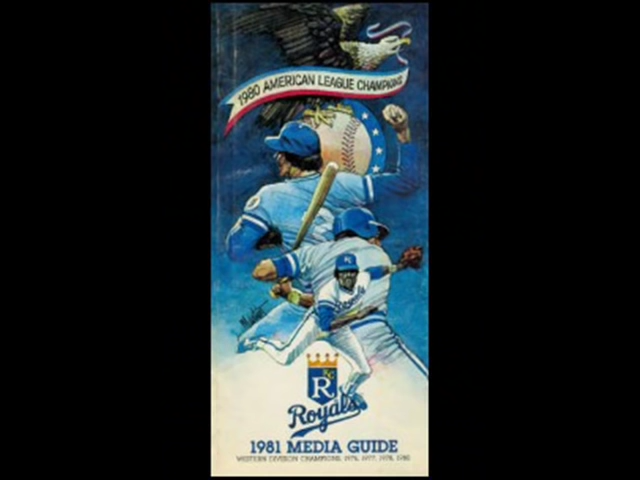 1980 AMERICAN LEAGUE CHAMPIONS
KC
R
Royals
1981 MEDIA GUIDE
WESTERN DIVISION CHAMPIONS: 1976, 1977, 1978, 1980